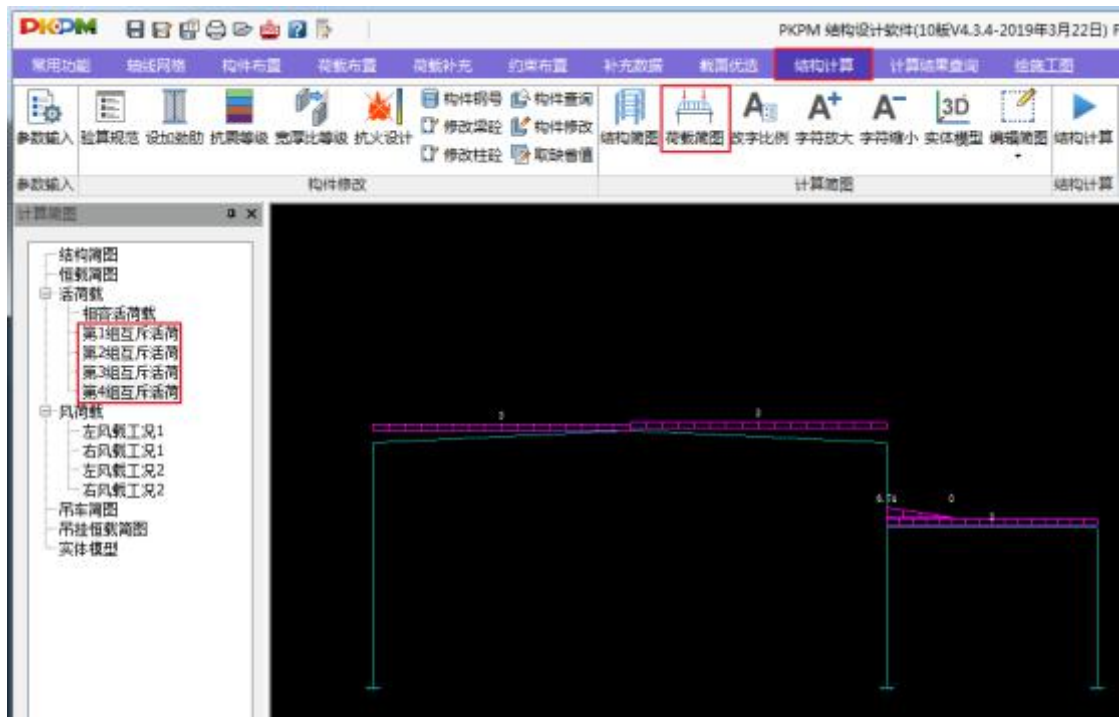 PKPM
PKPM 结构设计软件(10版V4.3.4-2019年3月22日) P
常用功能 轴线网格 构件布置 荷载布置 荷载补充 约束布置 补充数据 截面优选 结构计算 计算结果查询 绘施工图
构件钢号 构件查询
修改梁砼 构件修改
修改柱砼 取缺省值
参数输入 验算规范 设加劲肋 抗震等级 宽厚比等级 抗火设计 结构简图 荷载简图 数字比例 字符放大 字符缩小 实体模型 编辑简图 结构计算
参数输入 构件修改 计算简图 结构计算
计算简图
结构简图
恒载简图
活荷载
相容活荷载
第1组互斥活荷
第2组互斥活荷
第3组互斥活荷
第4组互斥活荷
风荷载
左风载工况1
右风载工况1
左风载工况2
右风载工况2
吊车简图
吊挂恒载简图
实体模型